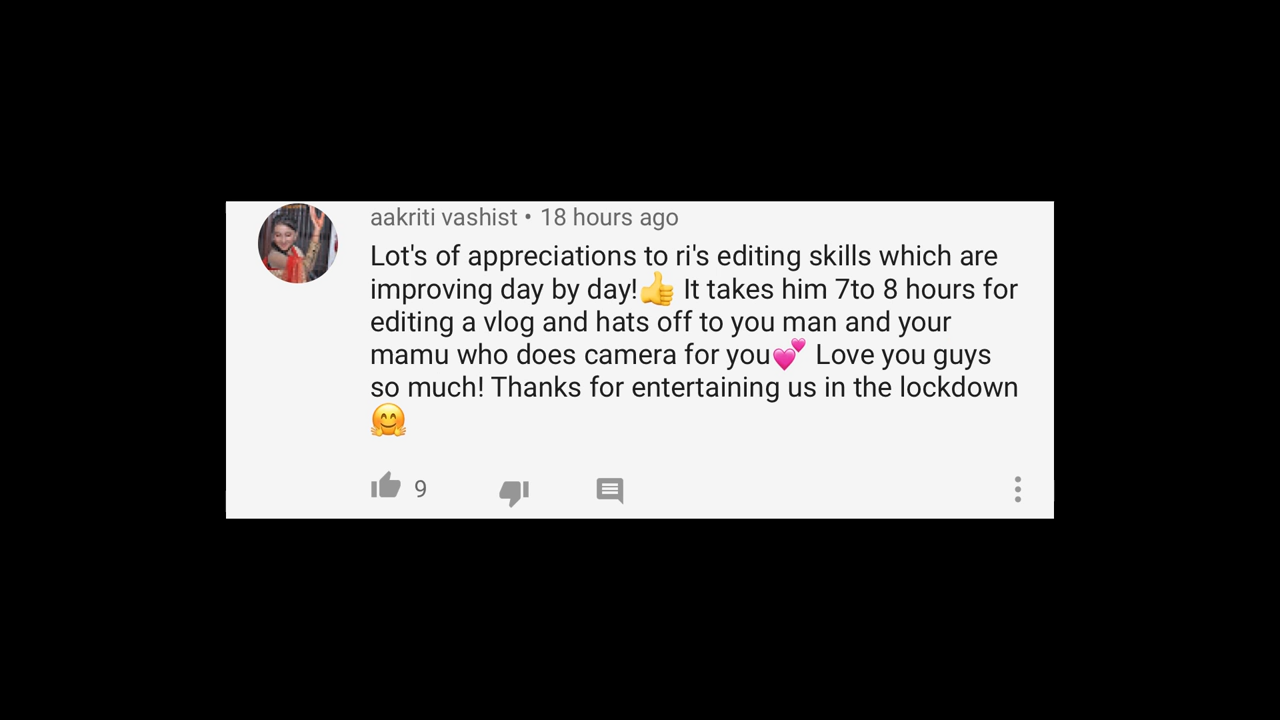 aakriti vashist • 18 hours ago
Lot's of appreciations to ri's editing skills which are
improving day by day!👍 It takes him 7to 8 hours for
editing a vlog and hats off to you man and your
mamu who does camera for you💕 Love you guys
so much! Thanks for entertaining us in the lockdown
🤗
9